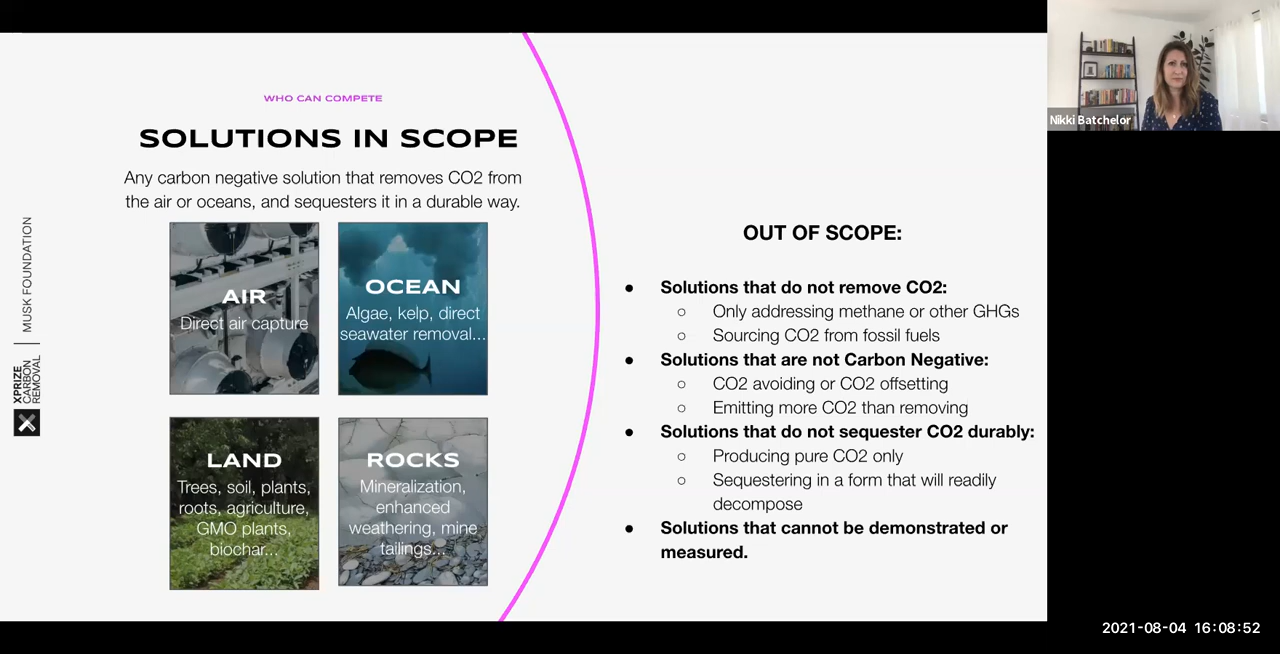 WHO CAN COMPETE
SOLUTIONS IN SCOPE
Any carbon negative solution that removes CO2 from
the air or oceans, and sequesters it in a durable way.
AIR
Direct air capture
OCEAN
Algae, kelp, direct
seawater removal...
LAND
Trees, soil, plants,
roots, agriculture,
GMO plants,
biochar...
ROCKS
Mineralization,
enhanced
weathering, mine
tailings...
XPRIZE
CARBON
REMOVAL
MUSK FOUNDATION
OUT OF SCOPE:
● Solutions that do not remove CO2:
○ Only addressing methane or other GHGs
○ Sourcing CO2 from fossil fuels
● Solutions that are not Carbon Negative:
○ CO2 avoiding or CO2 offsetting
○ Emitting more CO2 than removing
● Solutions that do not sequester CO2 durably:
○ Producing pure CO2 only
○ Sequestering in a form that will readily
decompose
● Solutions that cannot be demonstrated or
measured.
Nikki Batchelor
2021-08-04 16:08:52